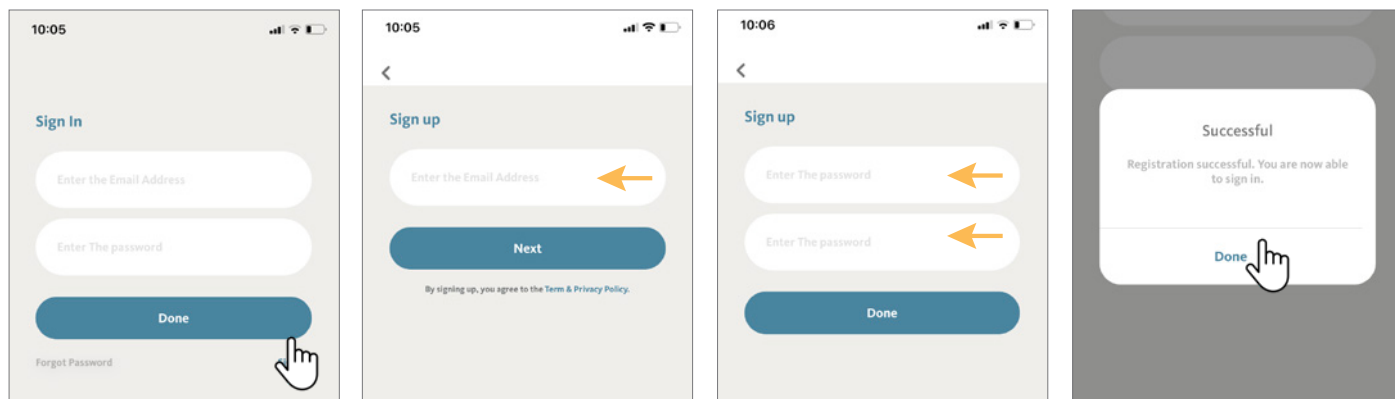 10:05
Sign In
Enter the Email Address
Enter The password
Done
Forgot Password
10:05
Sign up
Enter the Email Address
Next
By signing up, you agree to the Term & Privacy Policy.
10:06
Sign up
Enter The password
Enter The password
Done
Successful
Registration successful. You are now able
to sign in.
Done